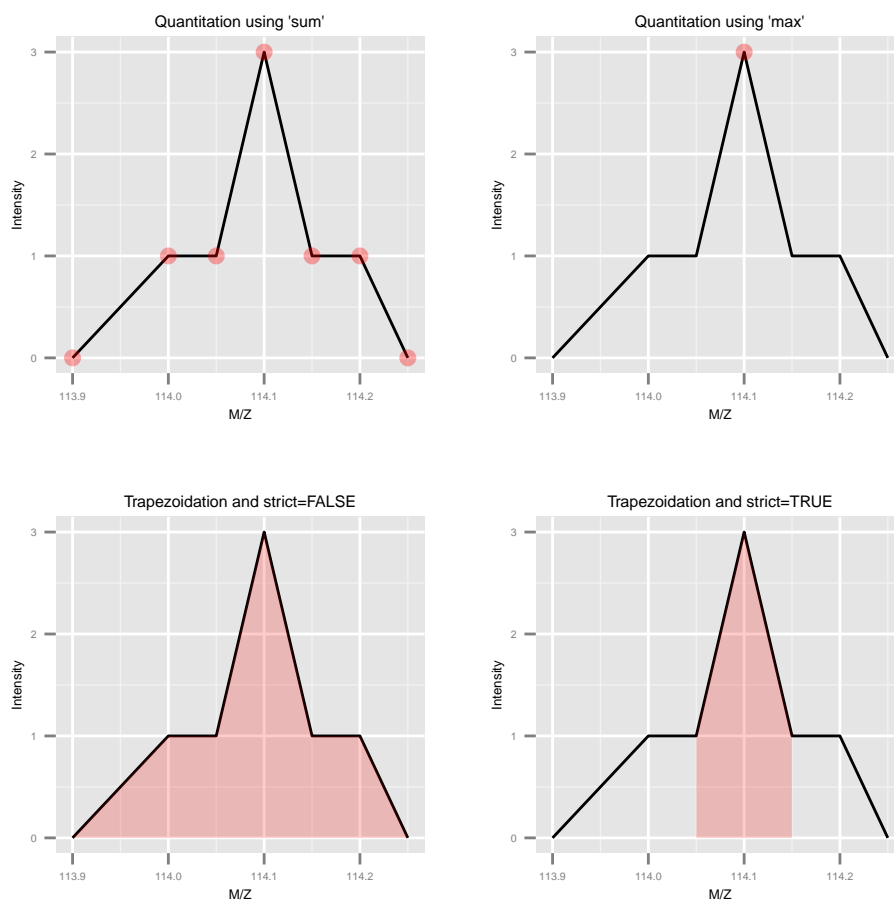 Quantitation using 'sum'
3
2
1
0
Intensity
113.9 114.0 114.1 114.2
M/Z
Quantitation using 'max'
3
2
1
0
Intensity
113.9 114.0 114.1 114.2
M/Z
Trapezoidation and strict=FALSE
3
2
1
0
Intensity
113.9 114.0 114.1 114.2
M/Z
Trapezoidation and strict=TRUE
3
2
1
0
Intensity
113.9 114.0 114.1 114.2
M/Z